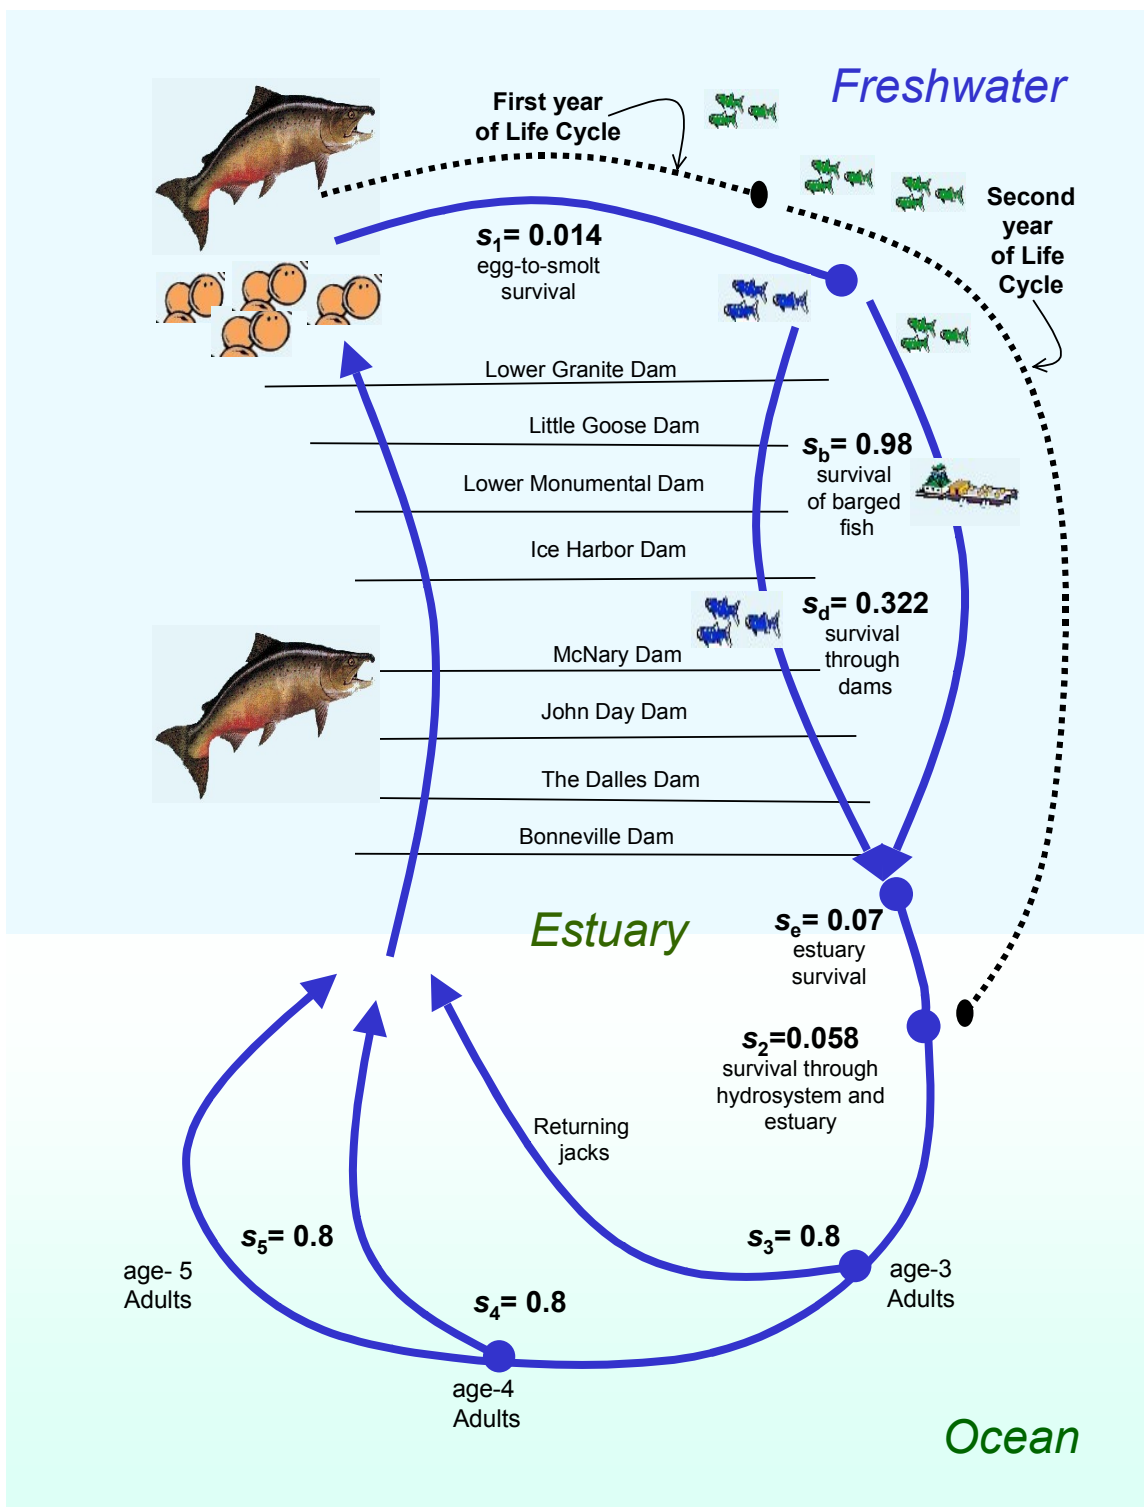 Freshwater
First year
of Life Cycle
Second
year
of Life
Cycle
s1= 0.014
egg-to-smolt
survival
Lower Granite Dam
Little Goose Dam
sb= 0.98
survival
of barged
fish
Lower Monumental Dam
Ice Harbor Dam
sd= 0.322
survival
through
dams
McNary Dam
John Day Dam
The Dalles Dam
Bonneville Dam
Estuary
se= 0.07
estuary
survival
s2=0.058
survival through
hydrosystem and
estuary
Returning
jacks
s5= 0.8
s3= 0.8
age- 5
Adults
age-3
Adults
s4= 0.8
age-4
Adults
Ocean